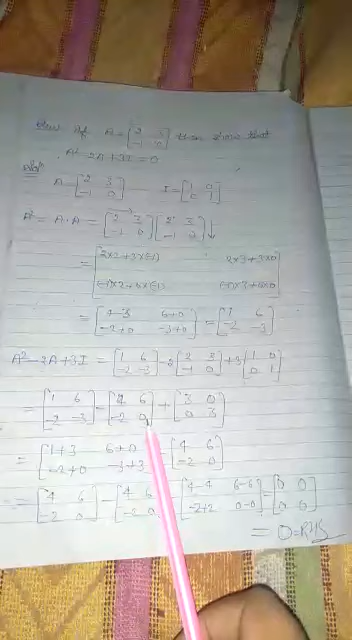 If A = [2 3 -1 0] then show that
A² - 2A + 3I = 0
Solⁿ
A = [2 3 -1 0] I = [1 0 0 1]
A² = A·A = [2 3 -1 0] [2 3 -1 0] ↓
= [2×2+3×(-1) 2×3+3×0
(-1)×2+0×(-1) (-1)×3+0×0]
= [4-3 6+0 -2+0 -3+0] = [1 6 -2 -3]
A² - 2A + 3I = [1 6 -2 -3] - 2[2 3 -1 0] + 3[1 0 0 1]
= [1 6 -2 -3] - [4 6 -2 0] + [3 0 0 3]
= [1+3 6+0 -2+0 -3+3] - [4 6 -2 0]
= [4 6 -2 0] - [4 6 -2 0] = [4-4 6-6 -2+2 0-0] = [0 0 0 0]
= 0 = RHS